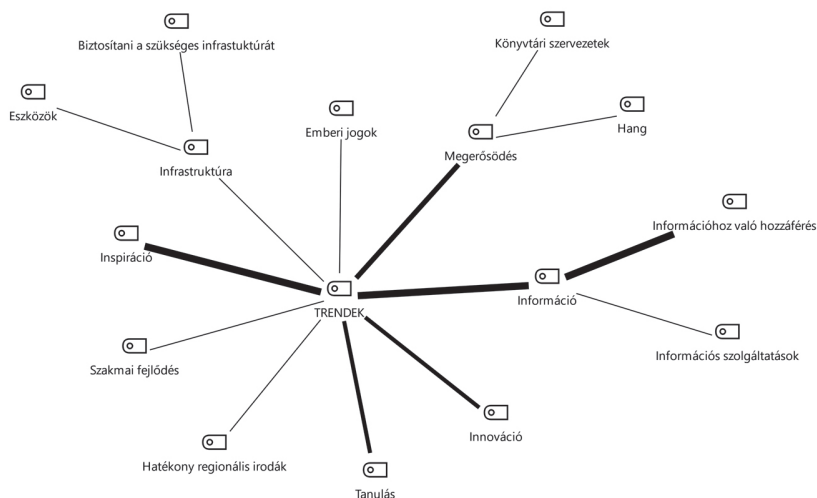 Biztosítani a szükséges infrastuktúrát
Könyvtári szervezetek
Eszközök
Emberi jogok
Hang
Megerősödés
Infrastruktúra
Információhoz való hozzáférés
Inspiráció
Információ
TRENDEK
Információs szolgáltatások
Szakmai fejlődés
Innováció
Hatékony regionális irodák
Tanulás